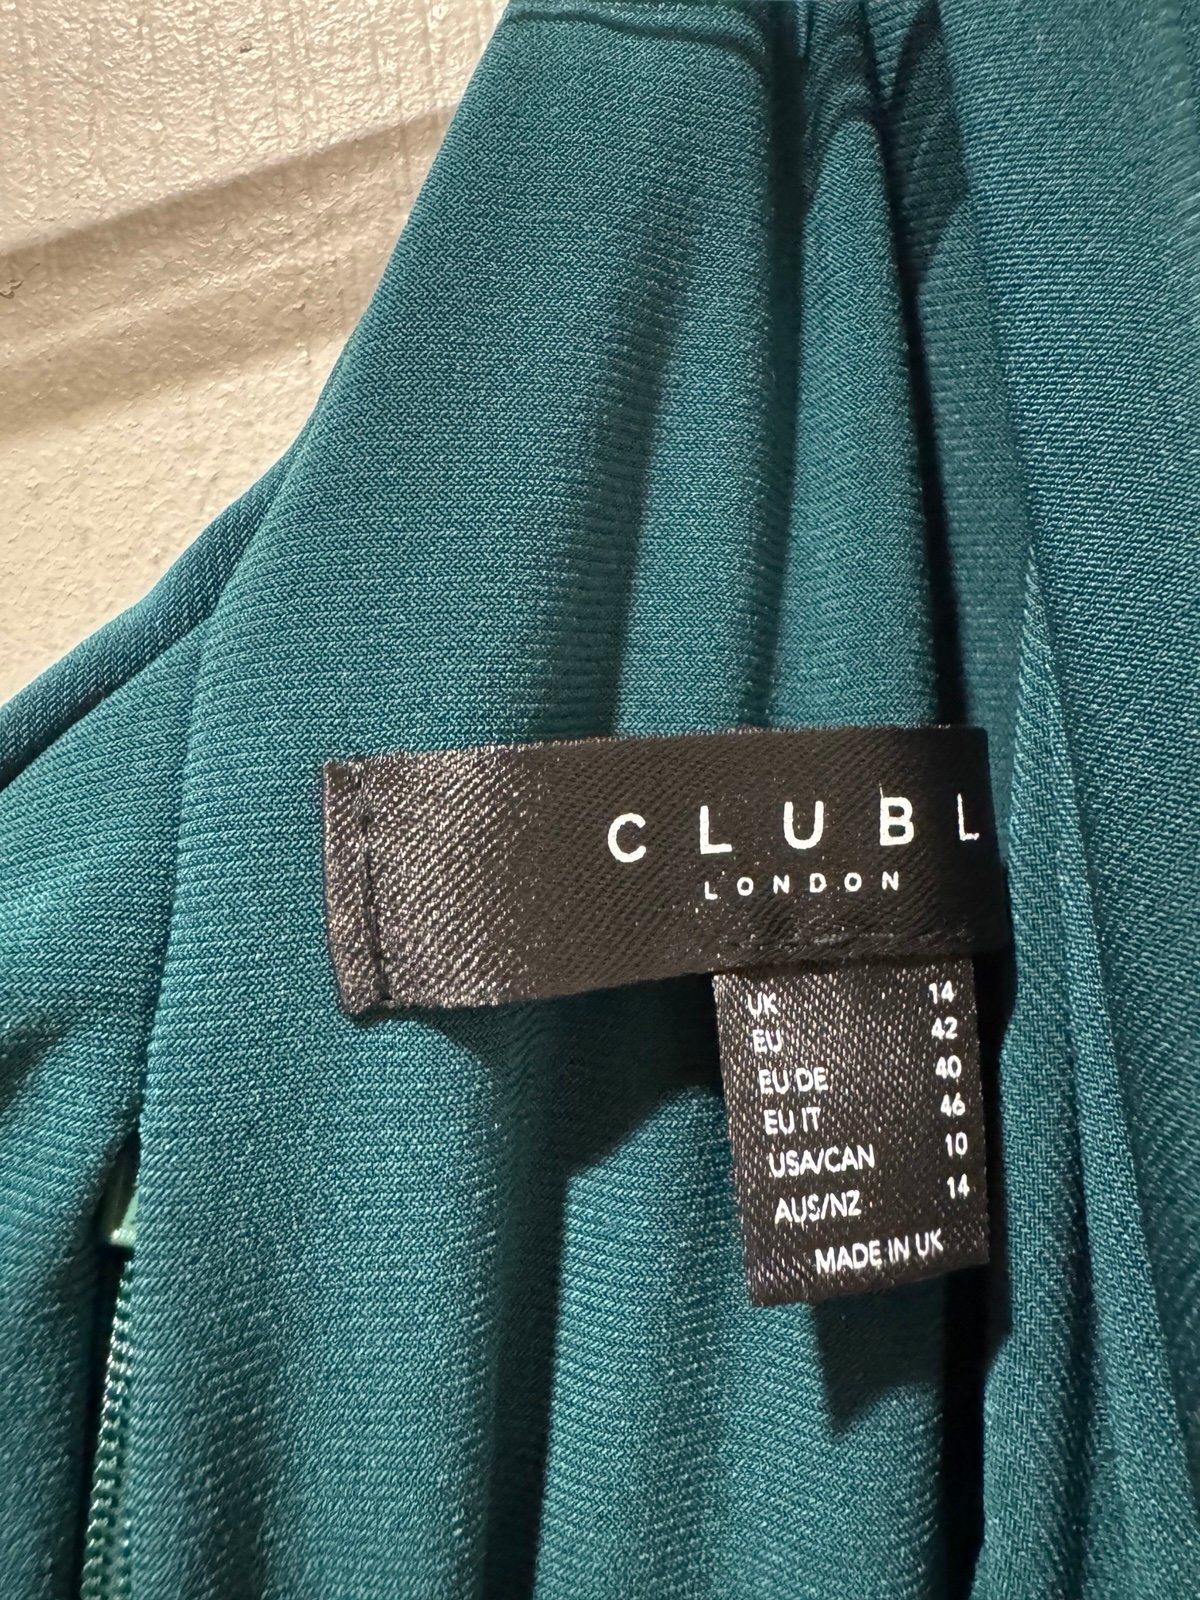 CLUB L
LONDON
UK 14
EU 42
EU DE 40
EU IT 46
USA/CAN 10
AUS/NZ 14
MADE IN UK